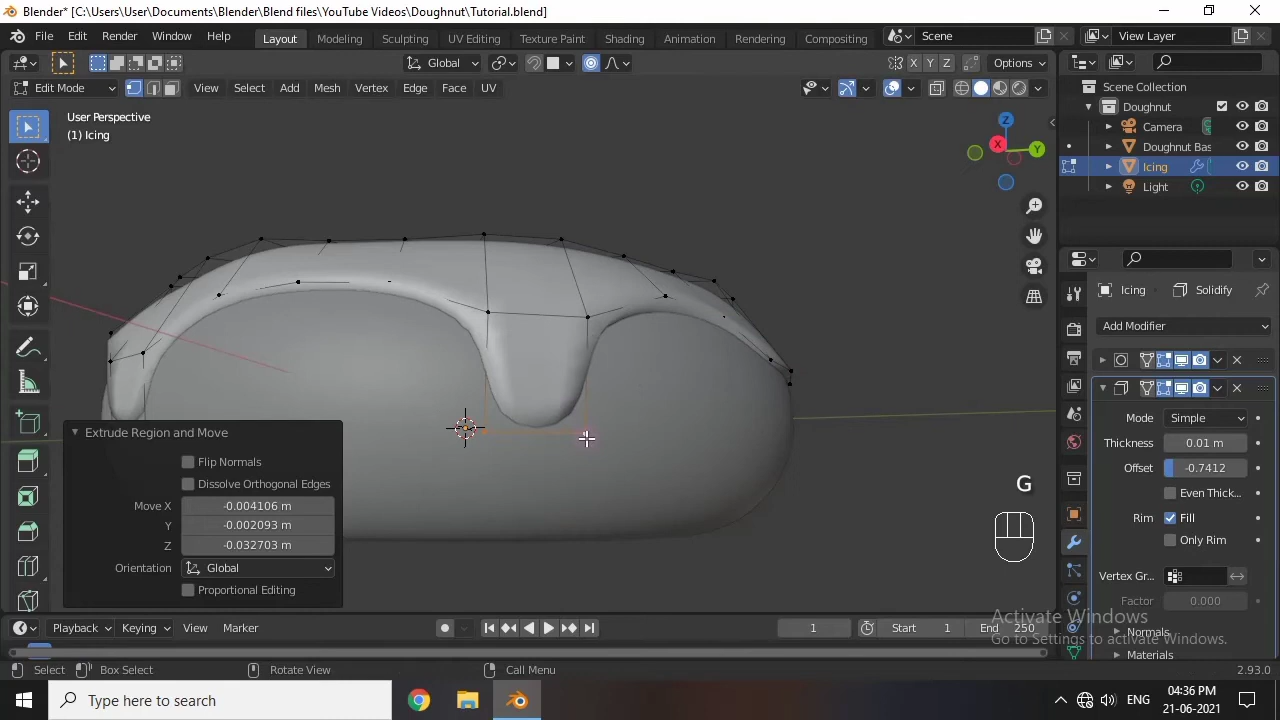 Blender* [C:\Users\User\Documents\Blender\Blend files\YouTube Videos\Doughnut\Tutorial.blend]
File Edit Render Window Help Layout Modeling Sculpting UV Editing Texture Paint Shading Animation Rendering Compositing Scene View Layer
Global X Y Z Options
Edit Mode View Select Add Mesh Vertex Edge Face UV
Scene Collection
Doughnut
Camera
Doughnut Bas
Icing
Light
User Perspective
(1) Icing
Z
X
Y
Icing Solidify
Add Modifier
Mode Simple
Thickness 0.01 m
Offset -0.7412
Even Thick...
Rim Fill
Only Rim
Vertex Gr...
Factor 0.000
Normals
Materials
Extrude Region and Move
Flip Normals
Dissolve Orthogonal Edges
Move X -0.004106 m
Y -0.002093 m
Z -0.032703 m
Orientation Global
Proportional Editing
G
Activate Windows
Go to Settings to activate Windows.
Playback Keying View Marker 1 Start 1 End 250
Select Box Select Rotate View Call Menu 2.93.0
Type here to search
ENG
04:36 PM
21-06-2021